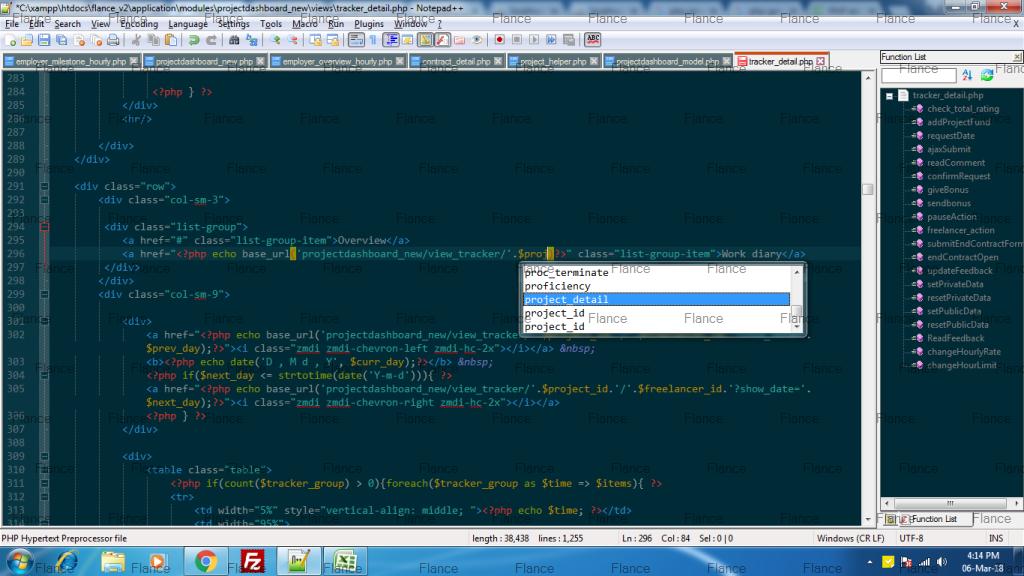 *C:\xampp\htdocs\flance_v2\application\modules\projectdashboard_new\views\tracker_detail.php - Notepad++
File Edit Search View Encoding Language Settings Tools Macro Run Plugins Window ?
employer_milestone_hourly.php projectdashboard_new.php employer_overview_hourly.php contract_detail.php project_helper.php projectdashboard_model.php tracker_detail.php
283
284 <?php } ?>
285 </div>
286 <hr/>
287
288 </div>
289 </div>
290
291 <div class="row">
292 <div class="col-sm-3">
293
294 <div class="list-group">
295 <a href="#" class="list-group-item">Overview</a>
296 <a href="<?php echo base_url('projectdashboard_new/view_tracker/'.$proj?>" class="list-group-item">Work diary</a>
297 </div>
298 </div>
299 <div class="col-sm-9">
300
301 <div>
302 <a href="<?php echo base_url('projectdashboard_new/view_tracke
$prev_day);?>"><i class="zmdi zmdi-chevron-left zmdi-hc-2x"></i></a> &nbsp;
303 <b><?php echo date('D , M d , Y', $curr_day);?></b> &nbsp;
304 <?php if($next_day <= strtotime(date('Y-m-d'))){ ?>
305 <a href="<?php echo base_url('projectdashboard_new/view_tracker/'.$project_id.'/'.$freelancer_id.'?show_date='.
$next_day);?>"><i class="zmdi zmdi-chevron-right zmdi-hc-2x"></i></a>
306 <?php } ?>
307 </div>
308
309 <div>
310 <table class="table">
311 <?php if(count($tracker_group) > 0){foreach($tracker_group as $time => $items){ ?>
312 <tr>
313 <td width="5%" style="vertical-align: middle; "><?php echo $time; ?></td>
314 <td width="95%">
proc_terminate
proficiency
project_detail
project_id
project_id
Function List
tracker_detail.php
check_total_rating
addProjectFund
requestDate
ajaxSubmit
readComment
confirmRequest
giveBonus
sendbonus
pauseAction
freelancer_action
submitEndContractForm
endContractOpen
updateFeedback
setPrivateData
resetPrivateData
setPublicData
resetPublicData
ReadFeedback
changeHourlyRate
changeHourLimit
Function List
PHP Hypertext Preprocessor file length : 38,438 lines : 1,255 Ln : 296 Col : 84 Sel : 0 | 0 Windows (CR LF) UTF-8 INS
4:14 PM
06-Mar-18
Flance